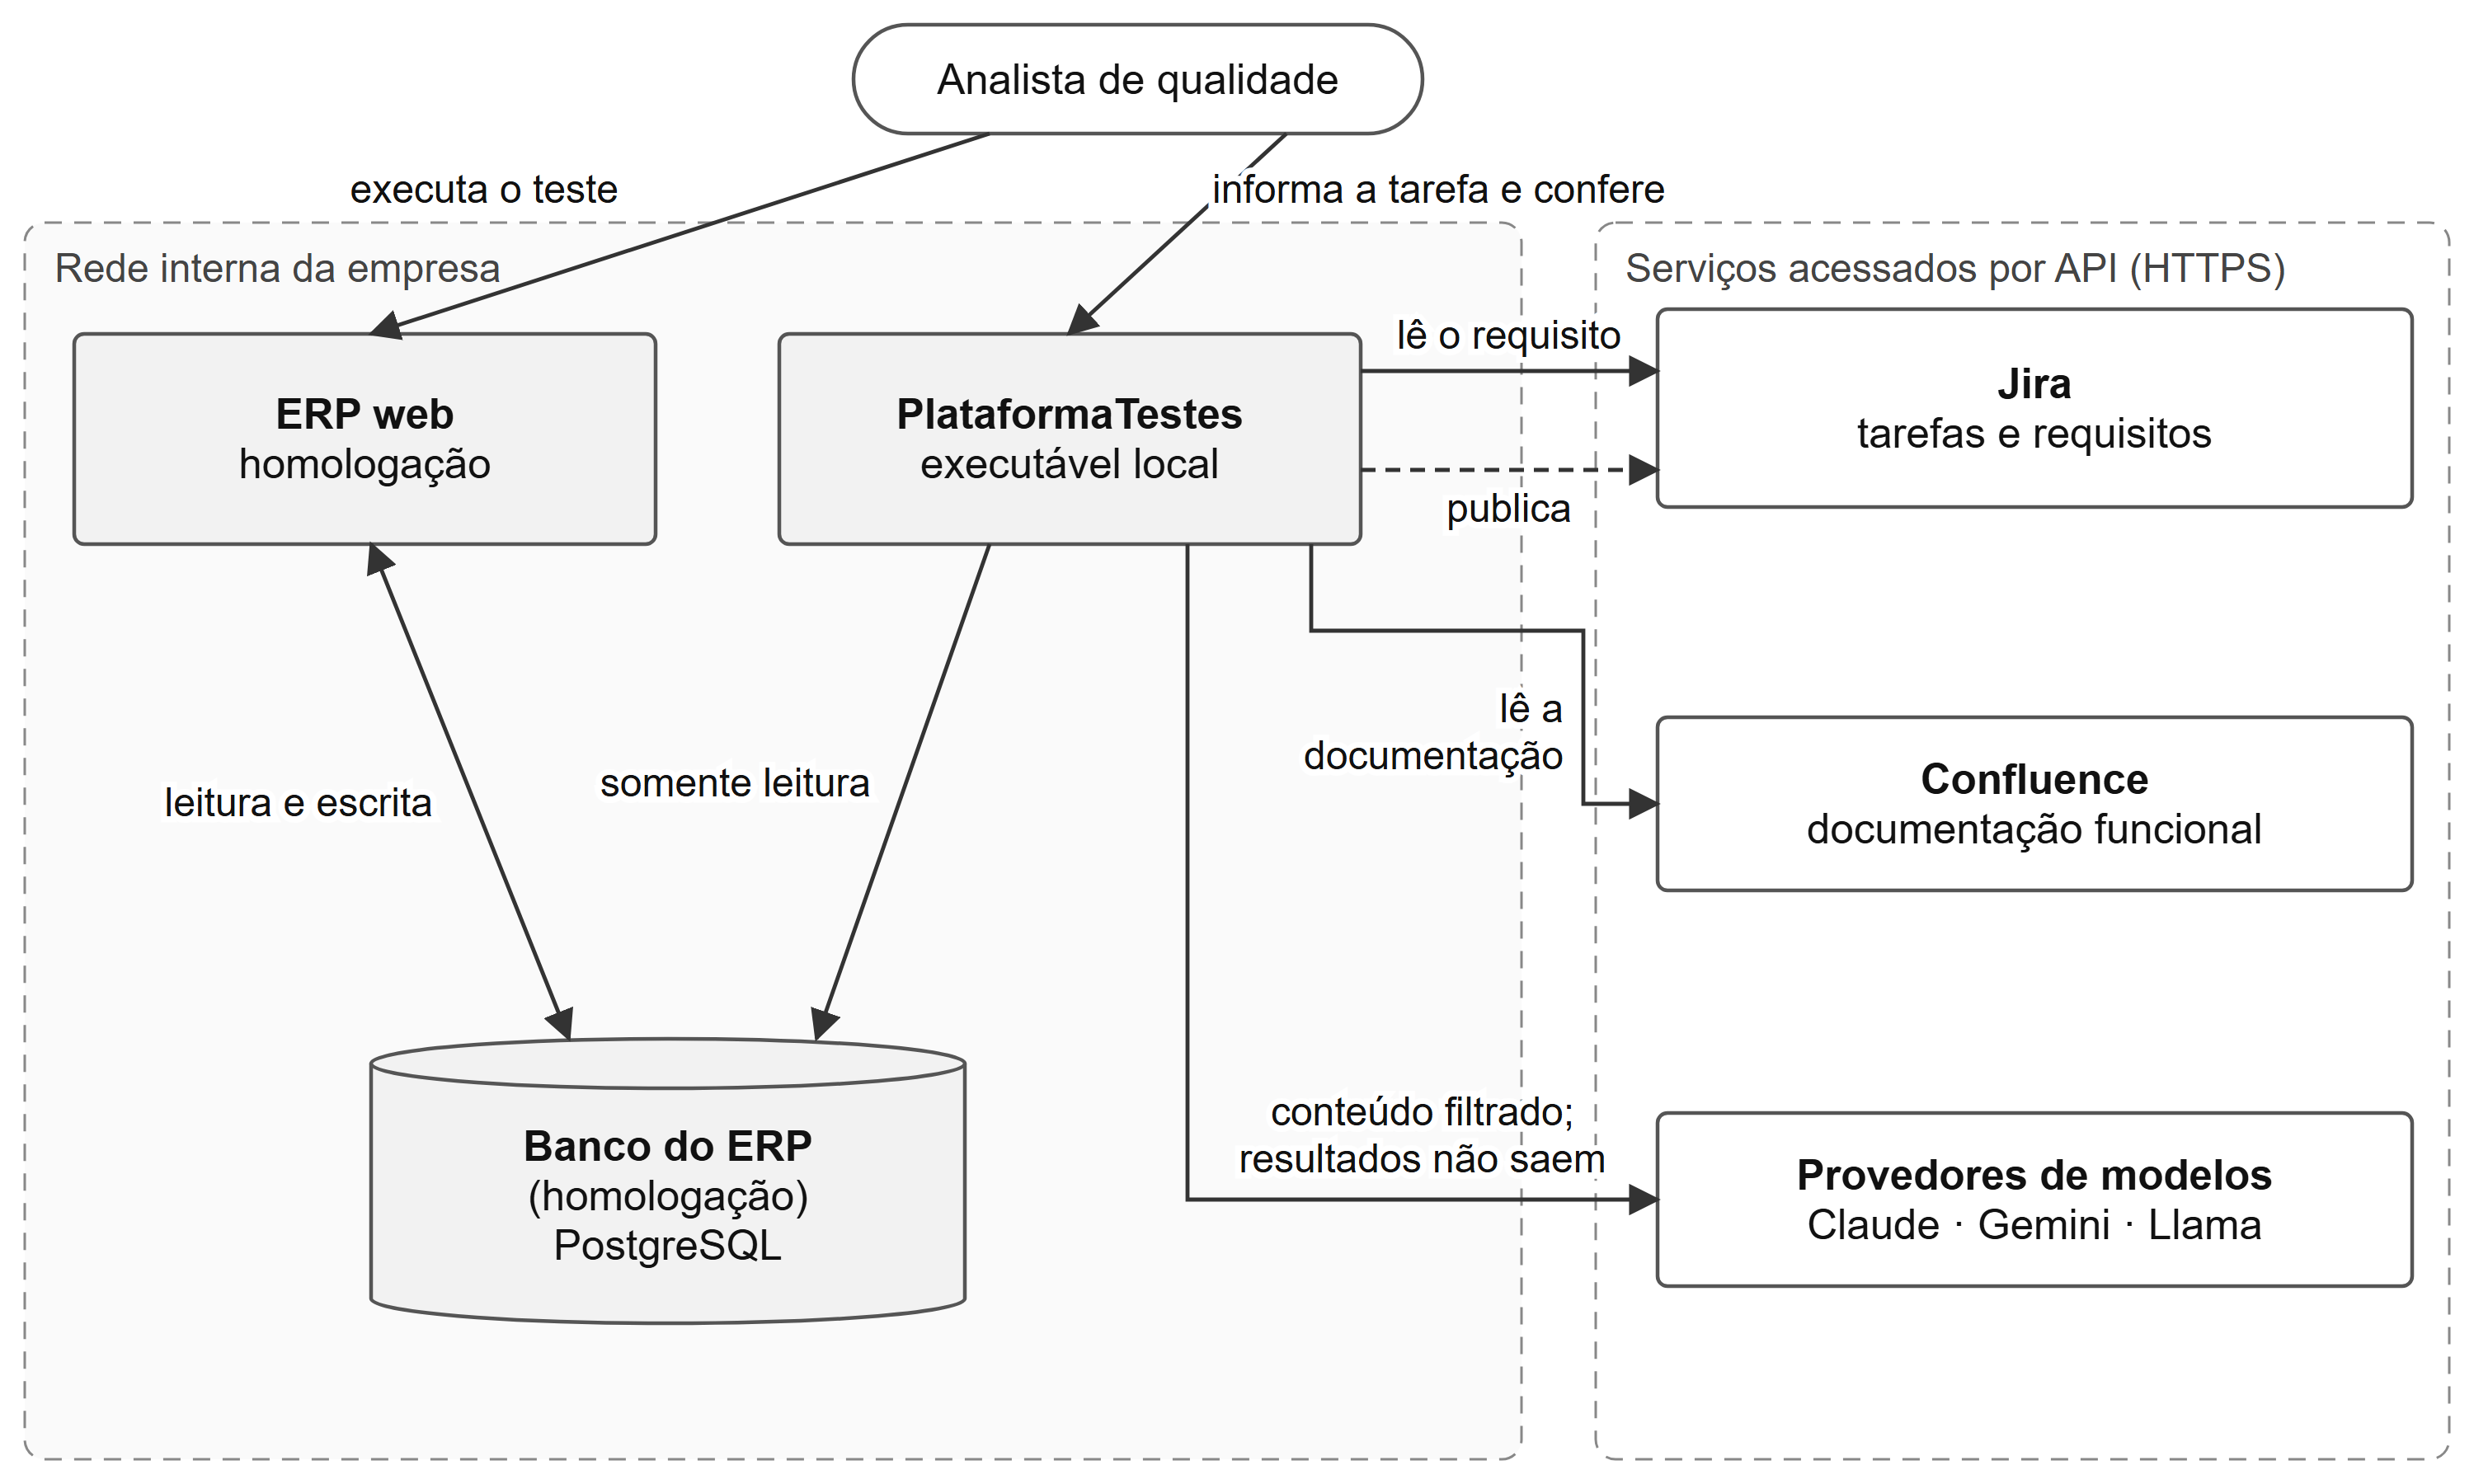 Analista de qualidade
executa o teste
informa a tarefa e confere
Rede interna da empresa
Serviços acessados por API (HTTPS)
ERP web
homologação
PlataformaTestes
executável local
lê o requisito
publica
Jira
tarefas e requisitos
lê a
documentação
leitura e escrita
somente leitura
Confluence
documentação funcional
Banco do ERP
(homologação)
PostgreSQL
conteúdo filtrado;
resultados não saem
Provedores de modelos
Claude · Gemini · Llama